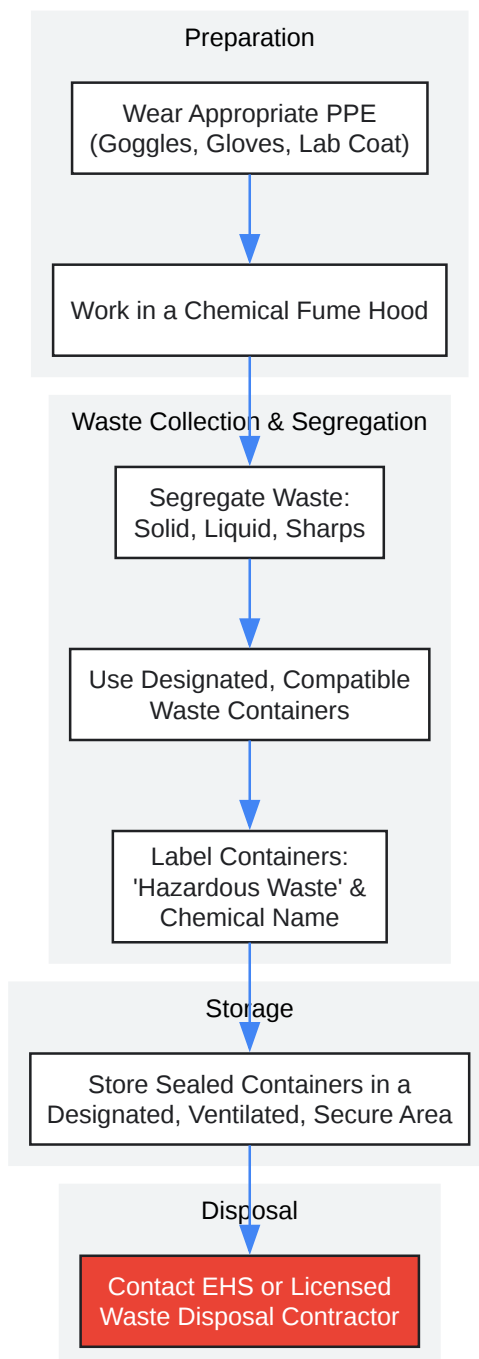 Preparation
Wear Appropriate PPE
(Goggles, Gloves, Lab Coat)
Work in a Chemical Fume Hood
Waste Collection & Segregation
Segregate Waste:
Solid, Liquid, Sharps
Use Designated, Compatible
Waste Containers
Label Containers:
'Hazardous Waste' &
Chemical Name
Storage
Store Sealed Containers in a
Designated, Ventilated, Secure Area
Disposal
Contact EHS or Licensed
Waste Disposal Contractor